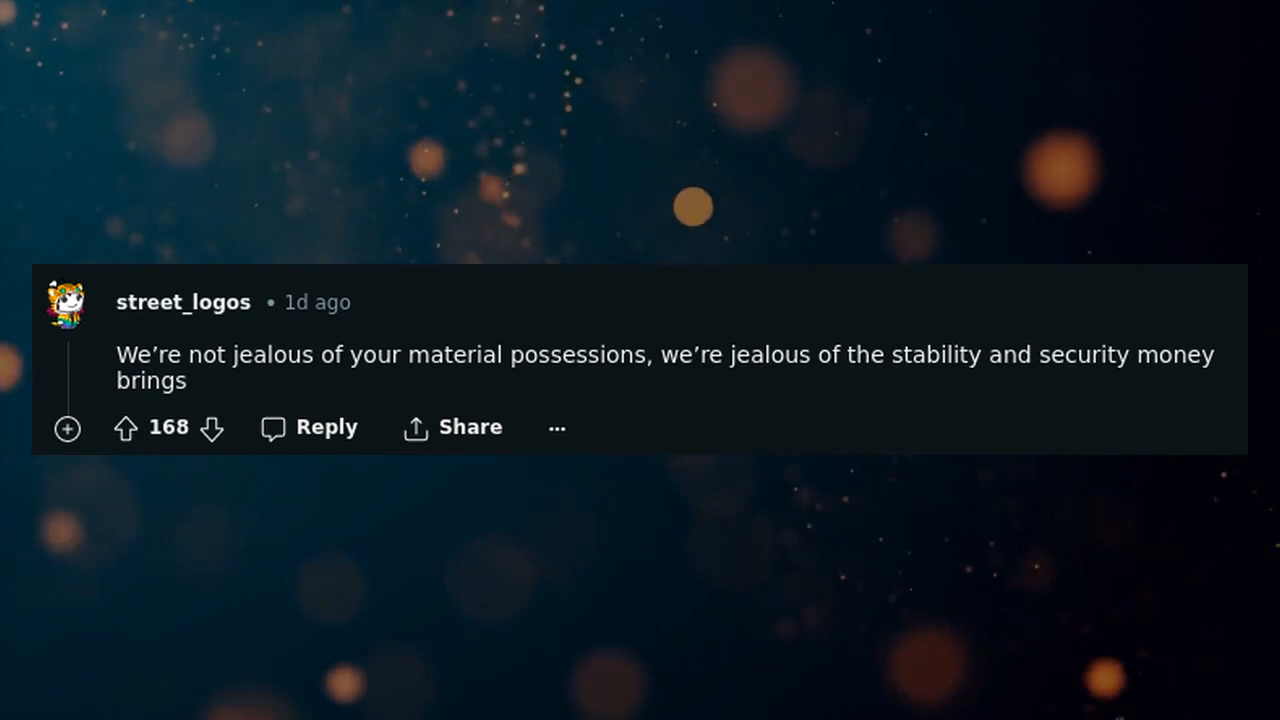 street_logos • 1d ago
We’re not jealous of your material possessions, we’re jealous of the stability and security money
brings
168 Reply Share ···